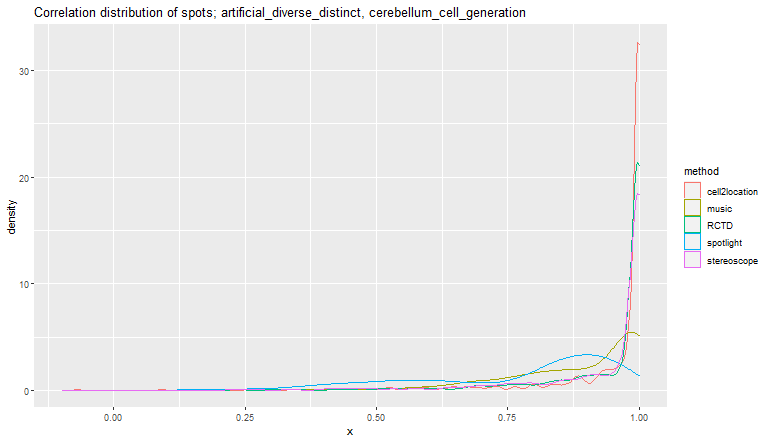 Correlation distribution of spots; artificial_diverse_distinct, cerebellum_cell_generation
30
20
10
0
density
0.00 0.25 0.50 0.75 1.00
x
method
cell2location
music
RCTD
spotlight
stereoscope